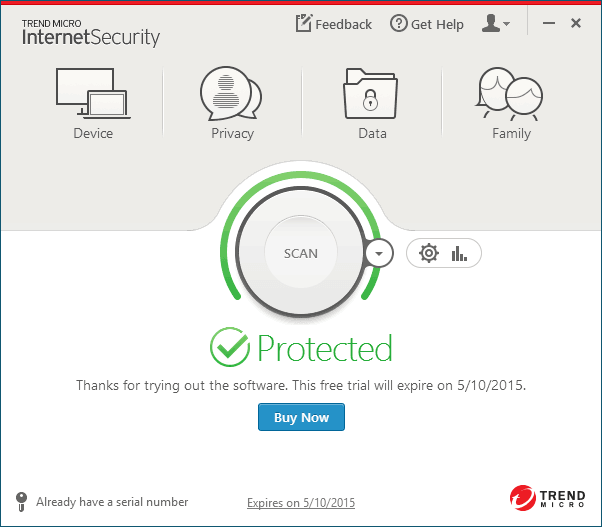 TREND MICRO
InternetSecurity
Feedback
Get Help
Device
Privacy
Data
Family
SCAN
Protected
Thanks for trying out the software. This free trial will expire on 5/10/2015.
Buy Now
Already have a serial number
Expires on 5/10/2015
TREND
MICRO